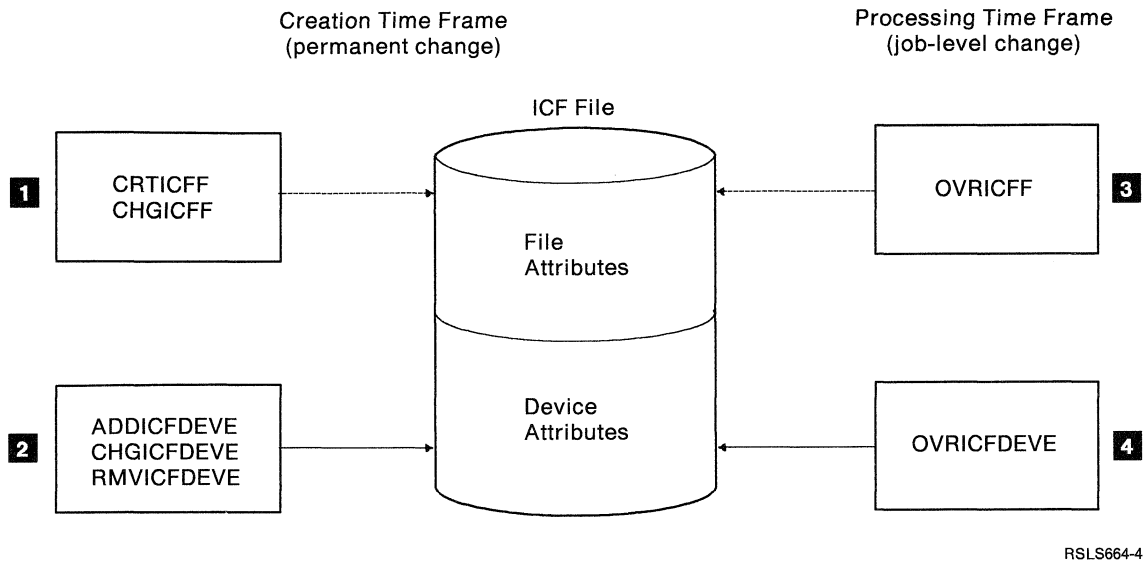 Creation Time Frame
(permanent change)
Processing Time Frame
(job-level change)
ICF File
1
CRTICFF
CHGICFF
File
Attributes
OVRICFF
3
2
ADDICFDEVE
CHGICFDEVE
RMVICFDEVE
Device
Attributes
OVRICFDEVE
4
RSLS664-4